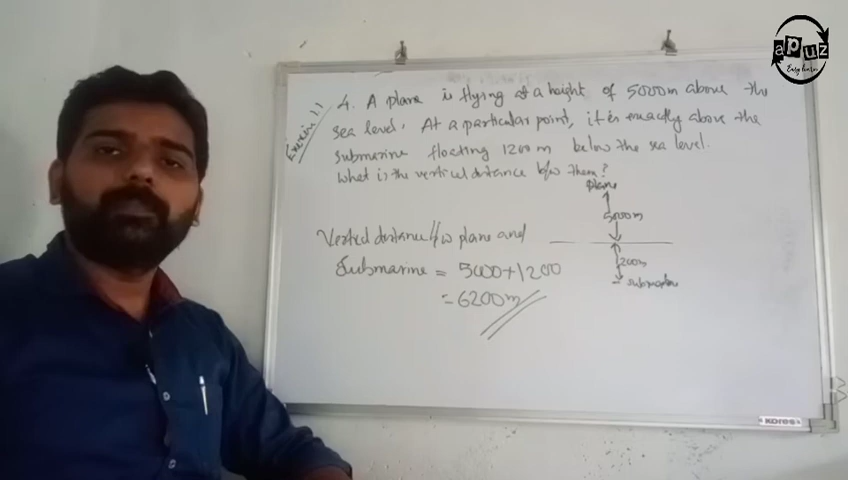 apuz
Easy learn
Exercise 1.1
4. A plane is flying at a height of 5000m above the
sea level. At a particular point, it is exactly above the
submarine floating 1200 m below the sea level.
What is the vertical distance b/w them?
plane
5000m
1200m
submarine
Vertical distance b/w plane and
Submarine = 5000+1200
= 6200m
KORES